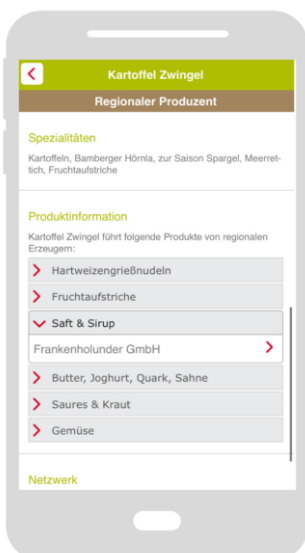 Kartoffel Zwingel
Regionaler Produzent
Spezialitäten
Kartoffeln, Bamberger Hörnla, zur Saison Spargel, Meerret-
tich, Fruchtaufstriche
Produktinformation
Kartoffel Zwingel führt folgende Produkte von regionalen
Erzeugern:
Hartweizengrießnudeln
Fruchtaufstriche
Saft & Sirup
Frankenholunder GmbH
Butter, Joghurt, Quark, Sahne
Saures & Kraut
Gemüse
Netzwerk